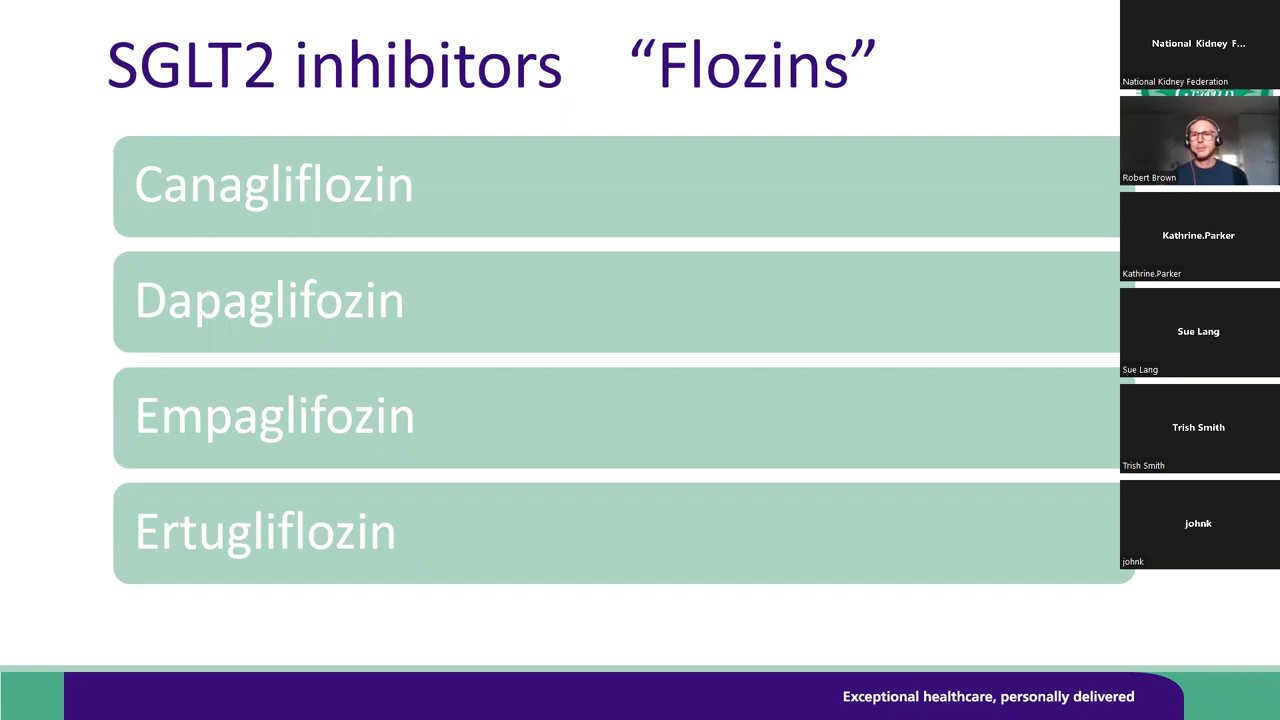 SGLT2 inhibitors “Flozins”
Canagliflozin
Dapaglifozin
Empaglifozin
Ertugliflozin
Exceptional healthcare, personally delivered
National Kidney F...
National Kidney Federation
Robert Brown
Kathrine.Parker
Kathrine.Parker
Sue Lang
Sue Lang
Trish Smith
Trish Smith
johnk
johnk